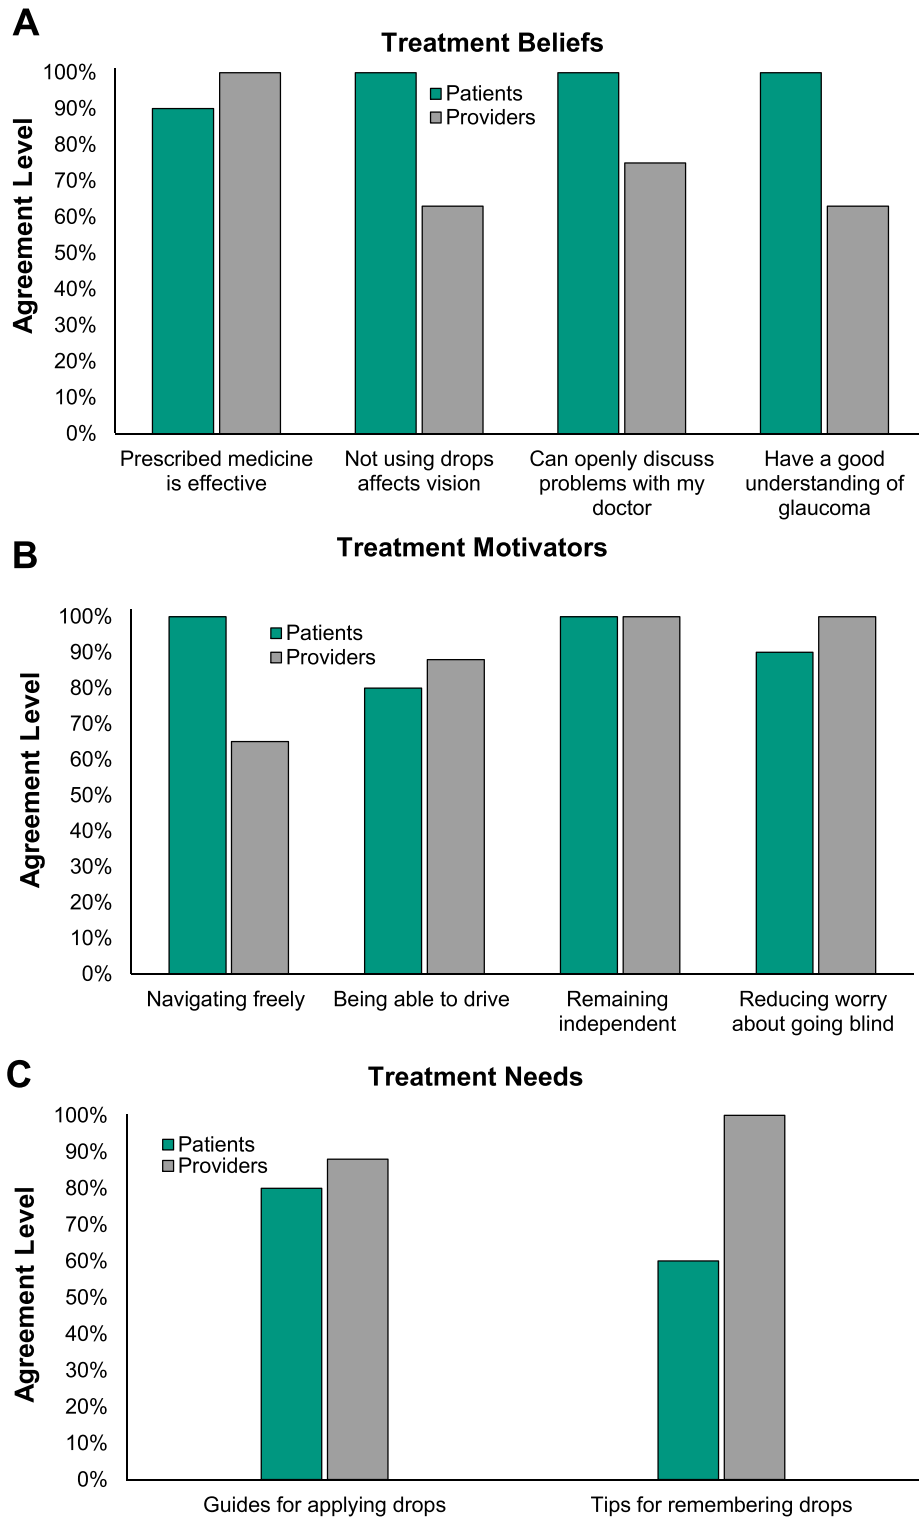 A
Treatment Beliefs
Agreement Level
100%
90%
80%
70%
60%
50%
40%
30%
20%
10%
0%
Patients
Providers
Prescribed medicine
is effective
Not using drops
affects vision
Can openly discuss
problems with my
doctor
Have a good
understanding of
glaucoma
B
Treatment Motivators
Agreement Level
100%
90%
80%
70%
60%
50%
40%
30%
20%
10%
0%
Patients
Providers
Navigating freely
Being able to drive
Remaining
independent
Reducing worry
about going blind
C
Treatment Needs
Agreement Level
100%
90%
80%
70%
60%
50%
40%
30%
20%
10%
0%
Patients
Providers
Guides for applying drops
Tips for remembering drops